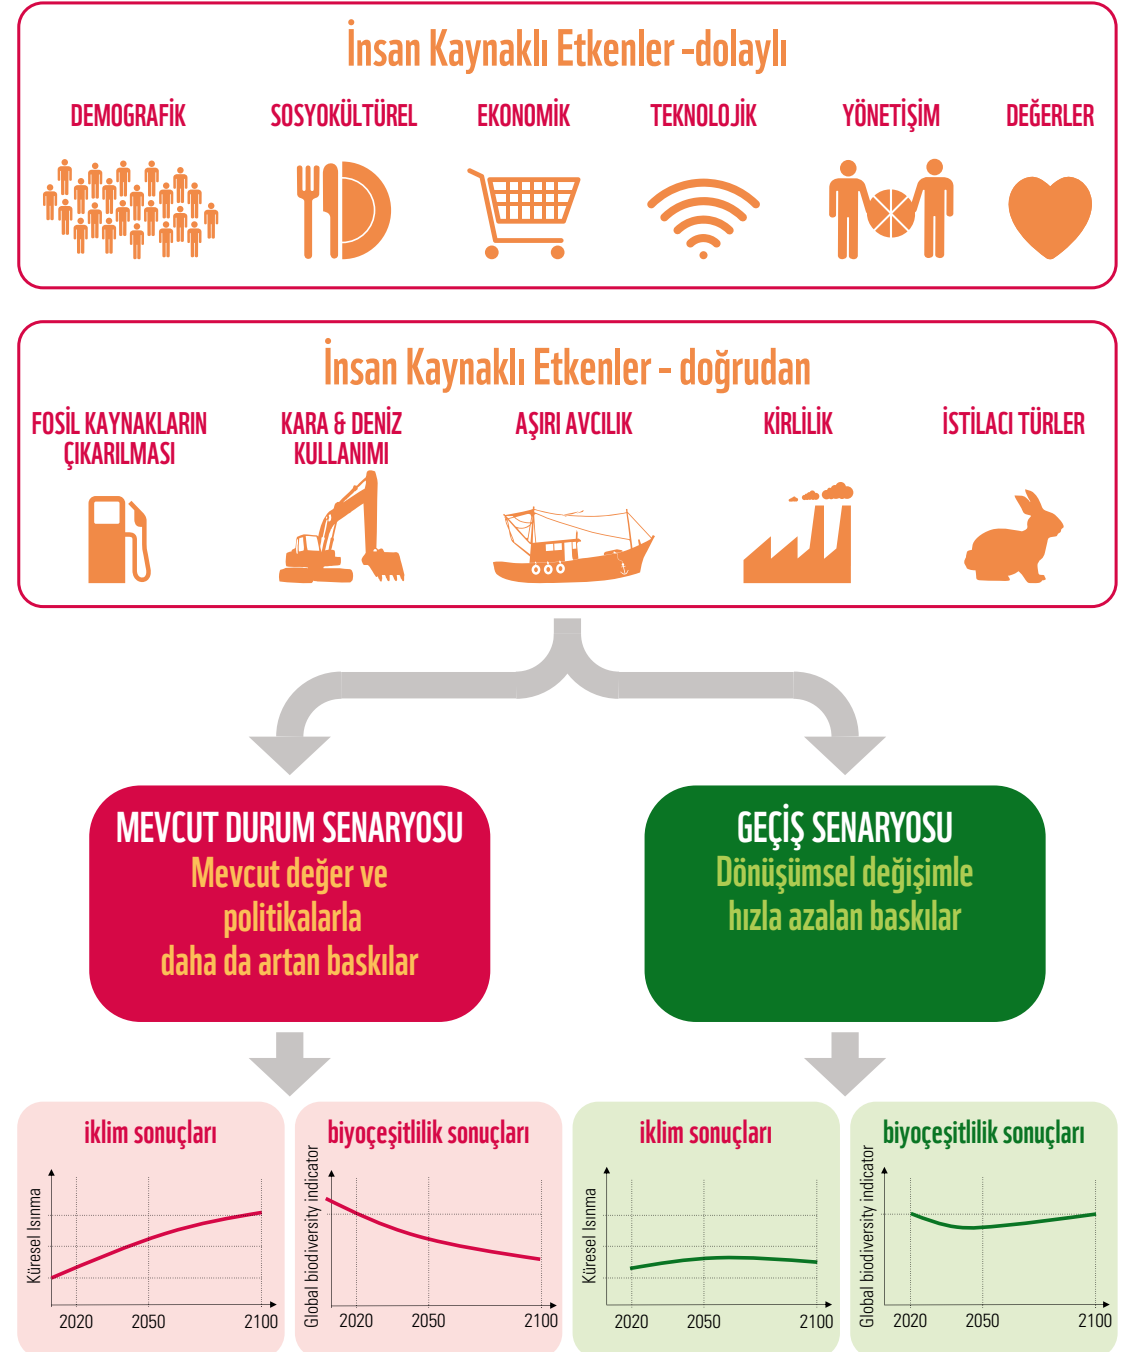 İnsan Kaynaklı Etkenler –dolaylı
DEMOGRAFİK
SOSYOKÜLTÜREL
EKONOMİK
TEKNOLOJİK
YÖNETİŞİM
DEĞERLER
İnsan Kaynaklı Etkenler – doğrudan
FOSİL KAYNAKLARIN
ÇIKARILMASI
KARA & DENİZ
KULLANIMI
AŞIRI AVCILIK
KİRLİLİK
İSTİLACI TÜRLER
MEVCUT DURUM SENARYOSU
Mevcut değer ve
politikalarla
daha da artan baskılar
GEÇİŞ SENARYOSU
Dönüşümsel değişimle
hızla azalan baskılar
iklim sonuçları
Küresel Isınma
2020 2050 2100
biyoçeşitlilik sonuçları
Global biodiversity indicator
2020 2050 2100
iklim sonuçları
Küresel Isınma
2020 2050 2100
biyoçeşitlilik sonuçları
Global biodiversity indicator
2020 2050 2100